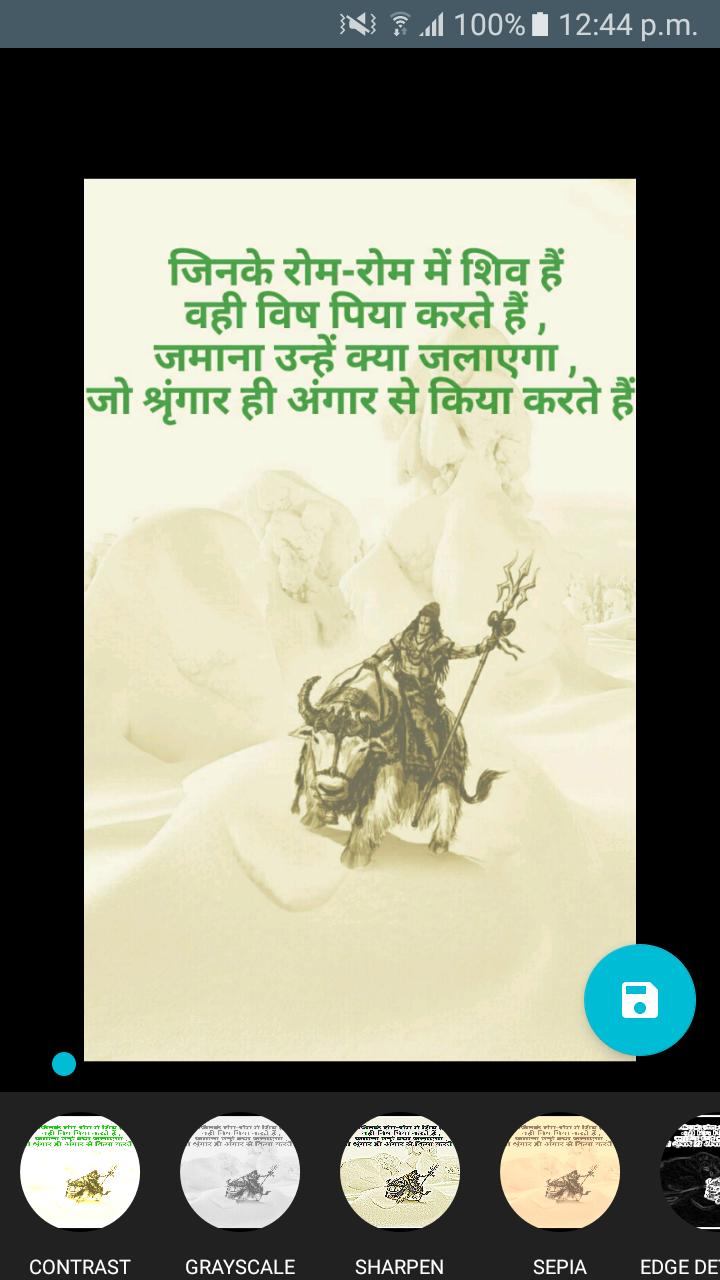 100% 12:44 p.m.
जिनके रोम-रोम में शिव हैं
वही विष पिया करते हैं ,
जमाना उन्हें क्या जलाएगा ,
जो श्रृंगार ही अंगार से किया करते हैं
CONTRAST GRAYSCALE SHARPEN SEPIA EDGE DE